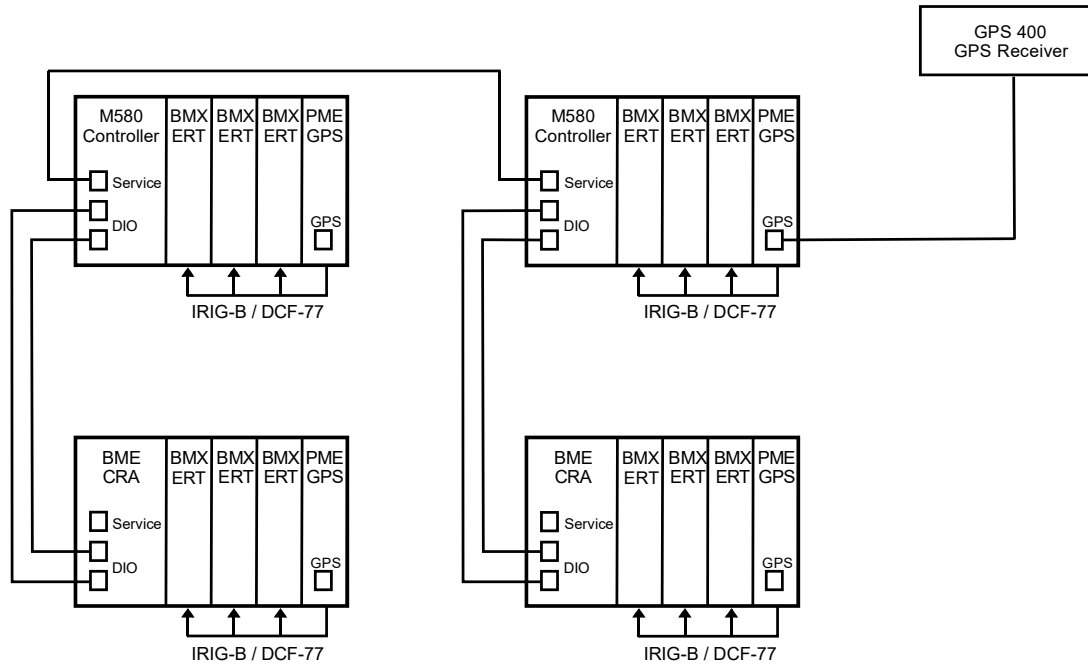 GPS 400
GPS Receiver
M580
Controller
BMX
ERT
BMX
ERT
BMX
ERT
PME
GPS
Service
DIO
GPS
IRIG-B / DCF-77
M580
Controller
BMX
ERT
BMX
ERT
BMX
ERT
PME
GPS
Service
DIO
GPS
IRIG-B / DCF-77
BME
CRA
BMX
ERT
BMX
ERT
BMX
ERT
PME
GPS
Service
DIO
GPS
IRIG-B / DCF-77
BME
CRA
BMX
ERT
BMX
ERT
BMX
ERT
PME
GPS
Service
DIO
GPS
IRIG-B / DCF-77